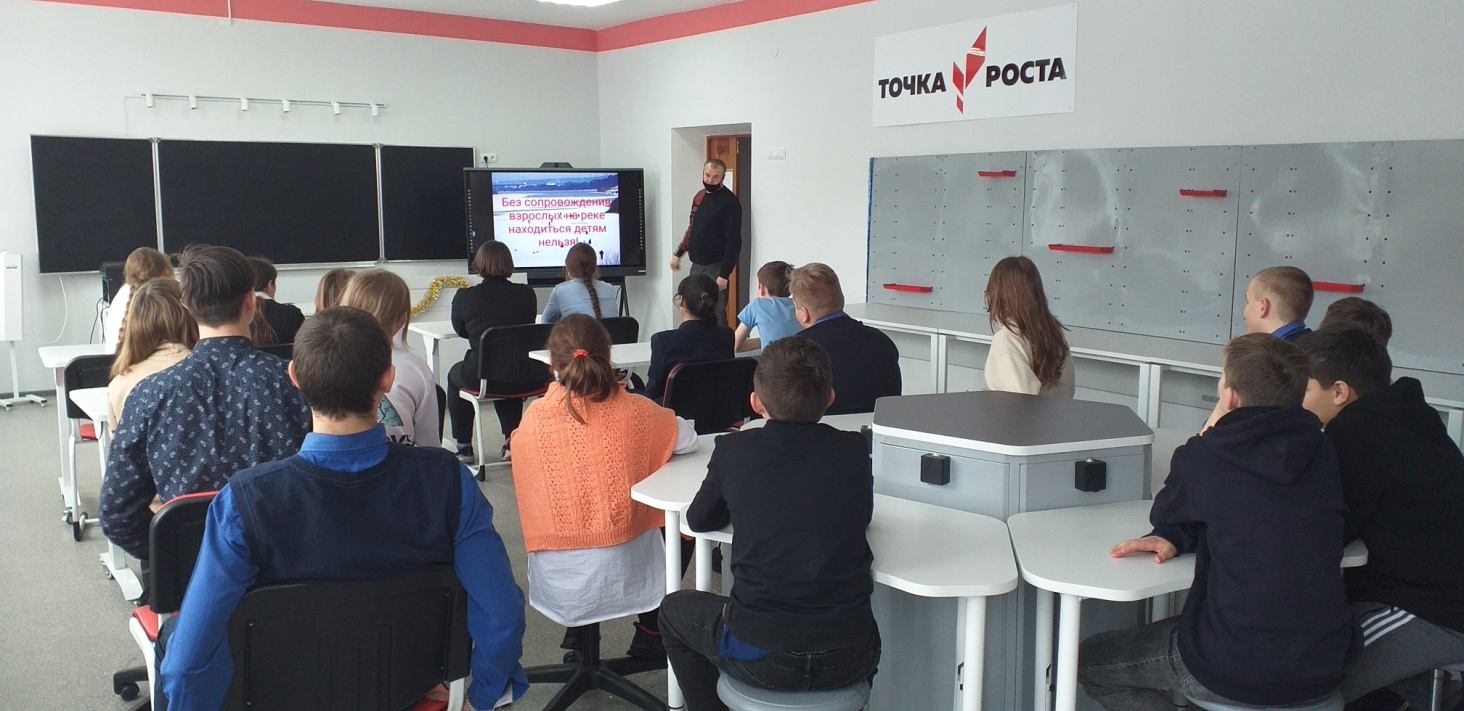 Без сопровождения
взрослых на реке
находиться детям
нельзя!
ТОЧКА РОСТА